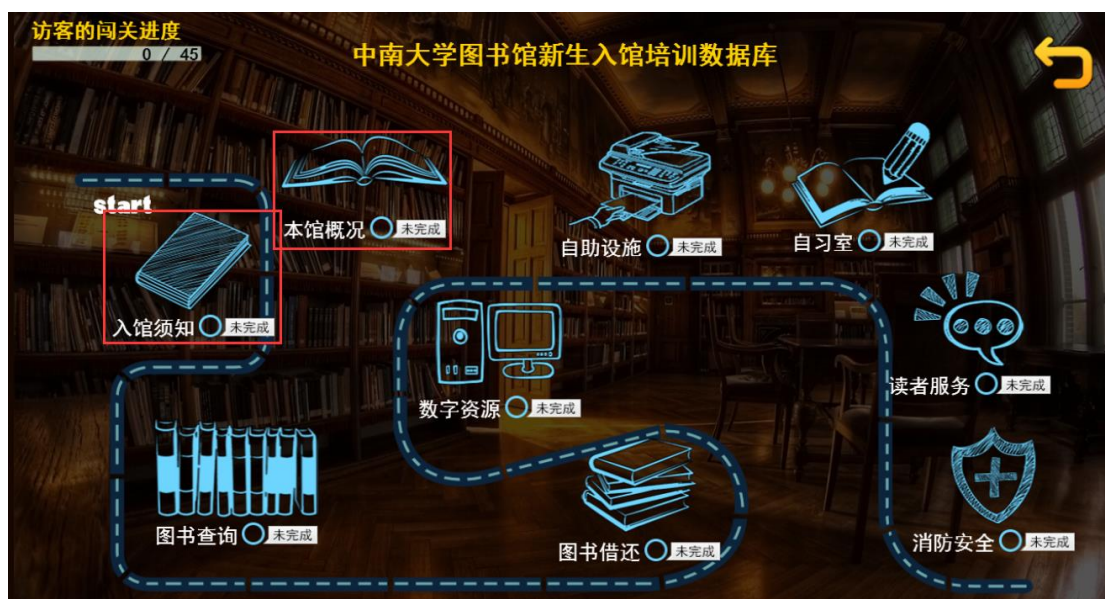 访客的闯关进度
0 / 45
中南大学图书馆新生入馆培训数据库
start
本馆概况 未完成
入馆须知 未完成
自助设施 未完成
自习室 未完成
数字资源 未完成
读者服务 未完成
图书查询 未完成
图书借还 未完成
消防安全 未完成